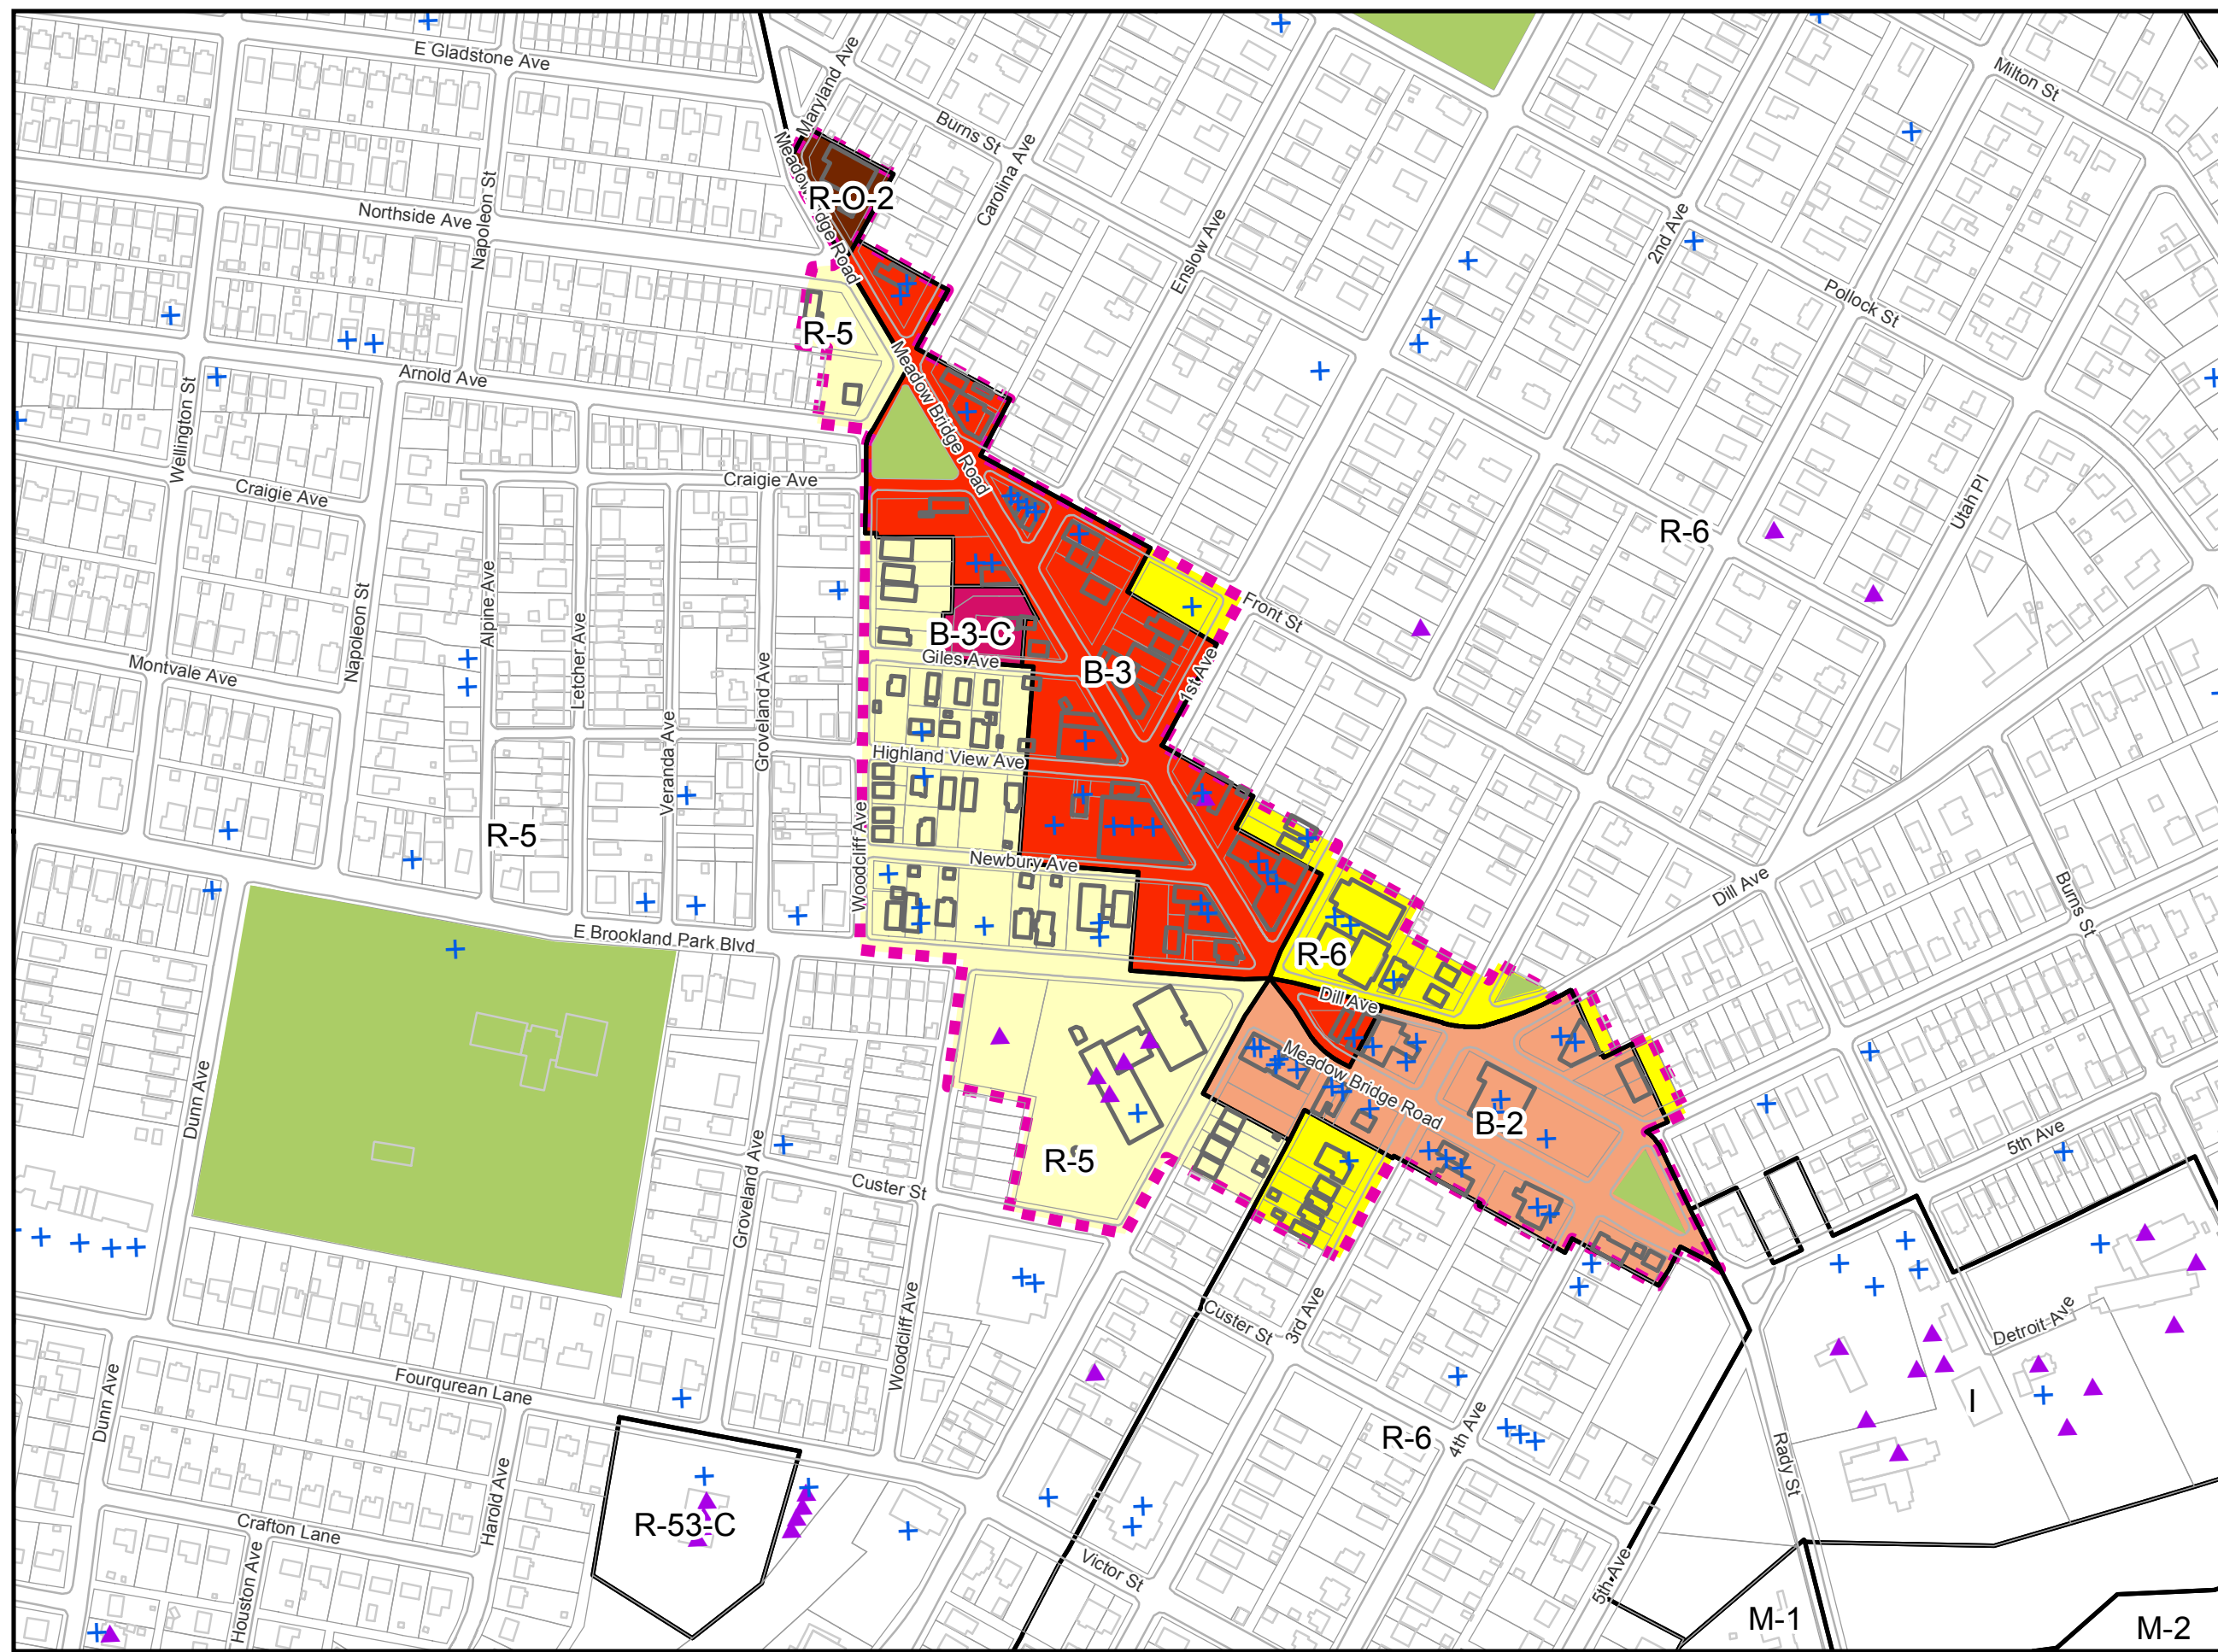 E Gladstone Ave
Maryland Ave
Milton St
Burns St
Carolina Ave
Meadow Bridge Road
R-O-2
Northside Ave
Napoleon St
Enslow Ave
2nd Ave
Pollock St
R-5
Meadow Bridge Road
Arnold Ave
Wellington St
Craigie Ave
Craigie Ave
Utah Pl
R-6
Alpine Ave
Napoleon St
Letcher Ave
Front St
B-3-C
Giles Ave
B-3
1st Ave
Montvale Ave
Groveland Ave
Veranda Ave
Highland View Ave
R-5
Woodcliff Ave
Newbury Ave
Dill Ave
Burns St
E Brookland Park Blvd
R-6
Dill Ave
Meadow Bridge Road
Dunn Ave
B-2
5th Ave
R-5
Groveland Ave
Custer St
Custer St
3rd Ave
Detroit Ave
Woodcliff Ave
Fourqurean Lane
Dunn Ave
I
R-6
4th Ave
Rady St
Harold Ave
R-53-C
Crafton Lane
Houston Ave
Victor St
5th Ave
M-1
M-2